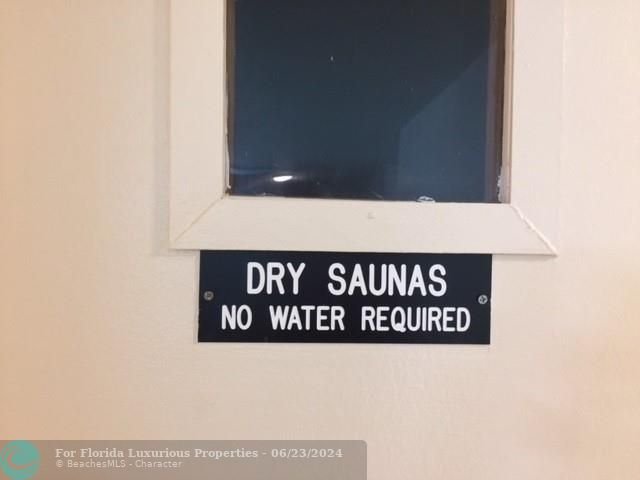 DRY SAUNAS
NO WATER REQUIRED
For Florida Luxurious Properties - 06/23/2024
© BeachesMLS - Character